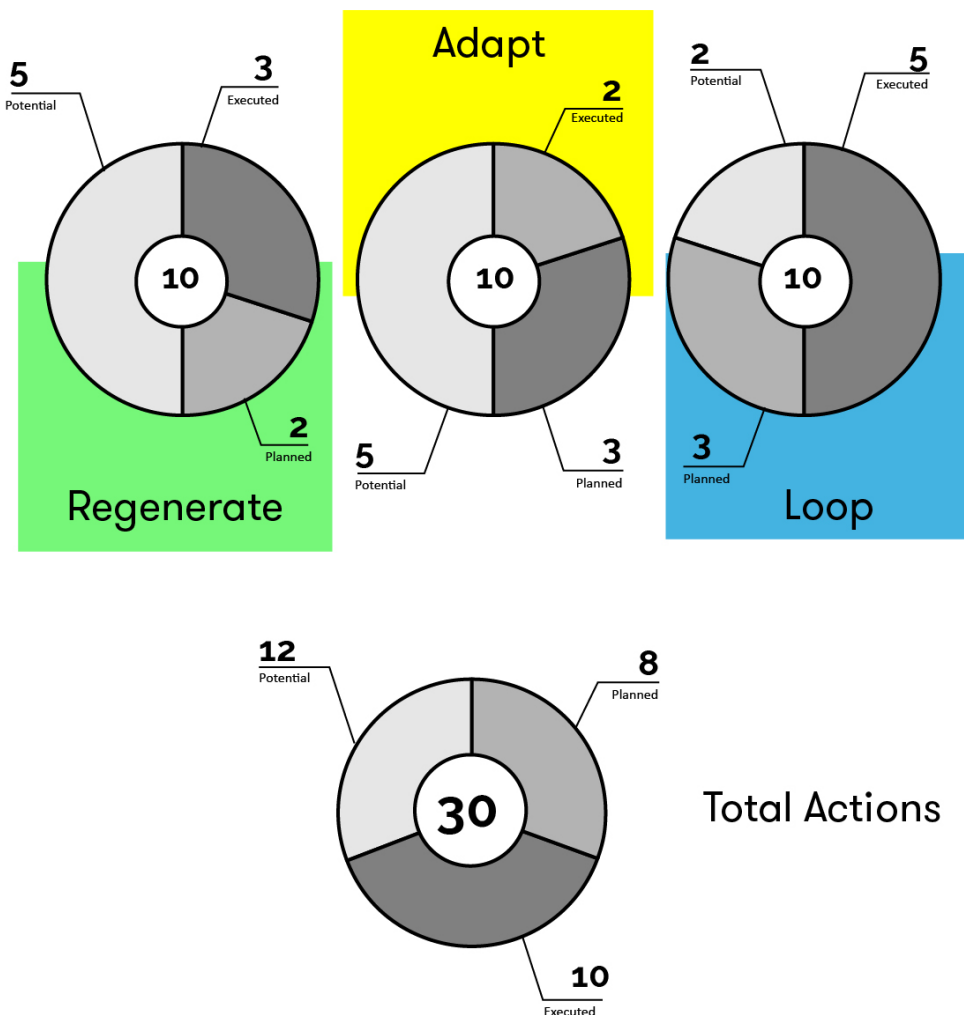 Adapt
5
Potential
3
Executed
2
Executed
2
Potential
5
Executed
10
10
10
2
Planned
5
Potential
3
Planned
3
Planned
Regenerate
Loop
12
Potential
8
Planned
30
Total Actions
10
Executed